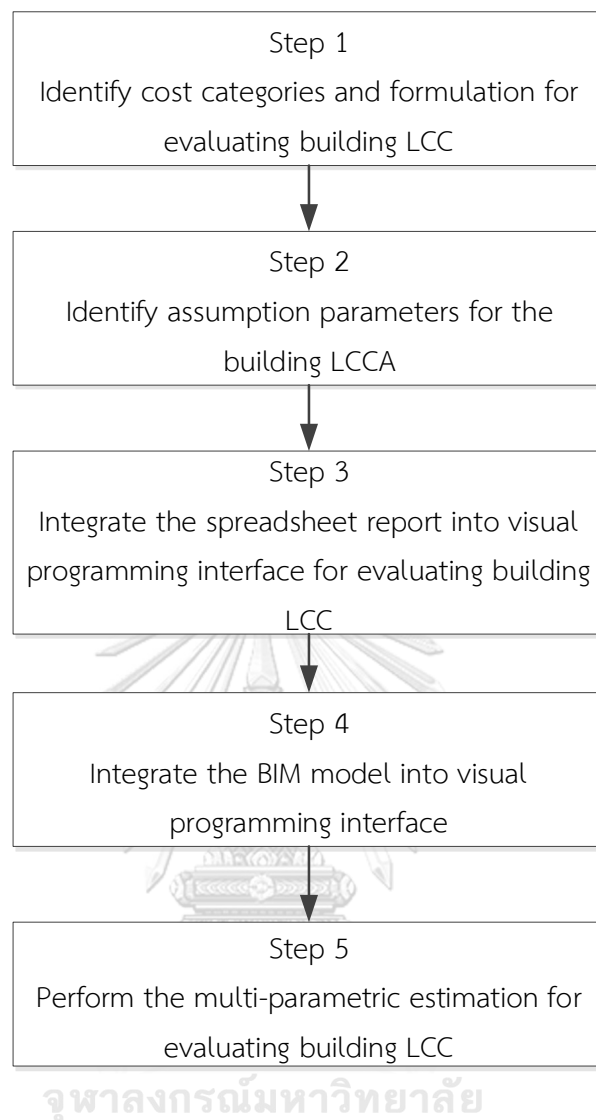 Step 1
Identify cost categories and formulation for
evaluating building LCC
Step 2
Identify assumption parameters for the
building LCCA
Step 3
Integrate the spreadsheet report into visual
programming interface for evaluating building
LCC
Step 4
Integrate the BIM model into visual
programming interface
Step 5
Perform the multi-parametric estimation for
evaluating building LCC
จุฬาลงกรณ์มหาวิทยาลัย